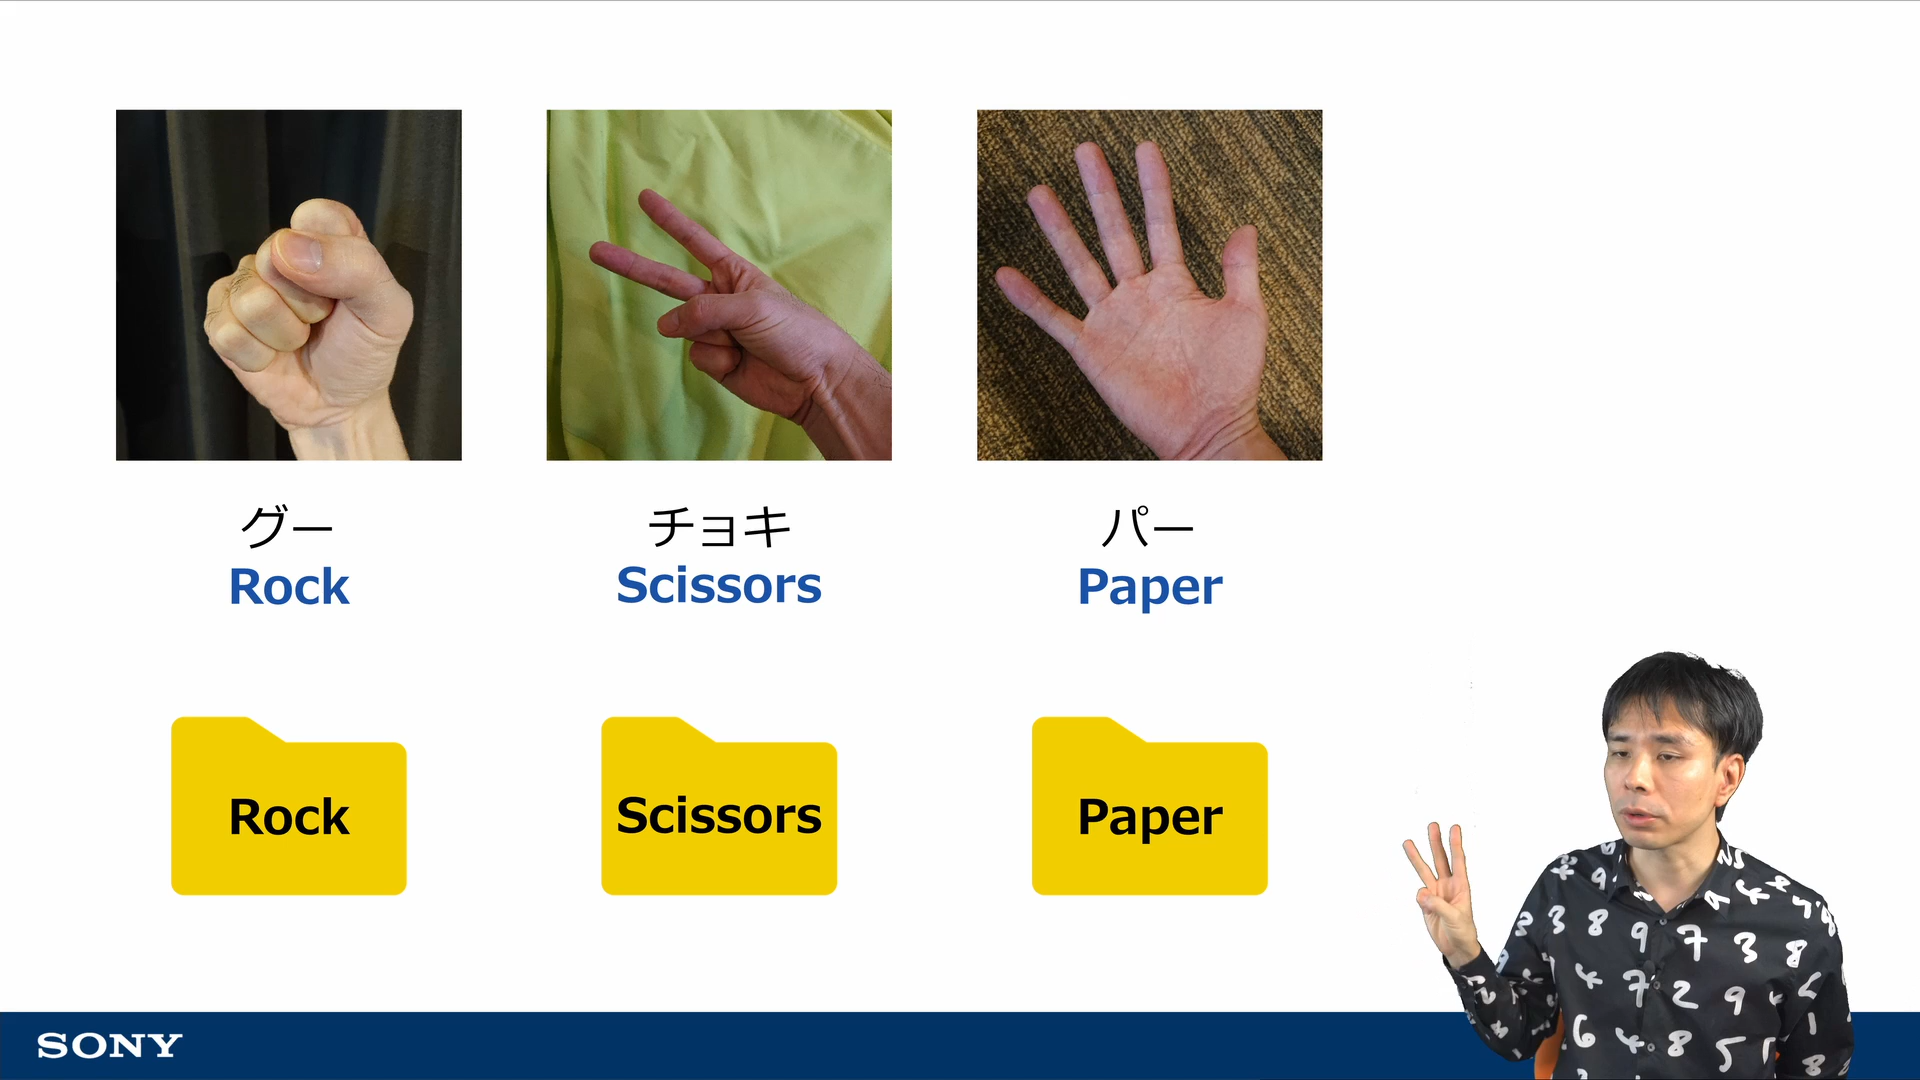 グー
Rock
チョキ
Scissors
パー
Paper
Rock
Scissors
Paper
SONY